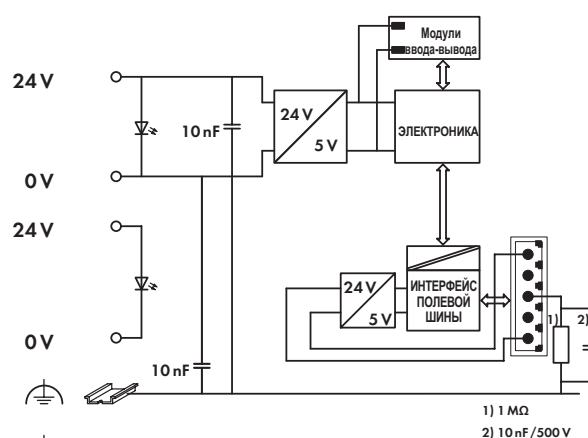 24 V
0 V
24 V
0 V
10 nF
10 nF
24 V
5 V
Модули
ввода-вывода
ЭЛЕКТРОНИКА
24 V
5 V
ИНТЕРФЕЙС
ПОЛЕВОЙ
ШИНЫ
1)
2)
1) 1 MΩ
2) 10 nF/500 V